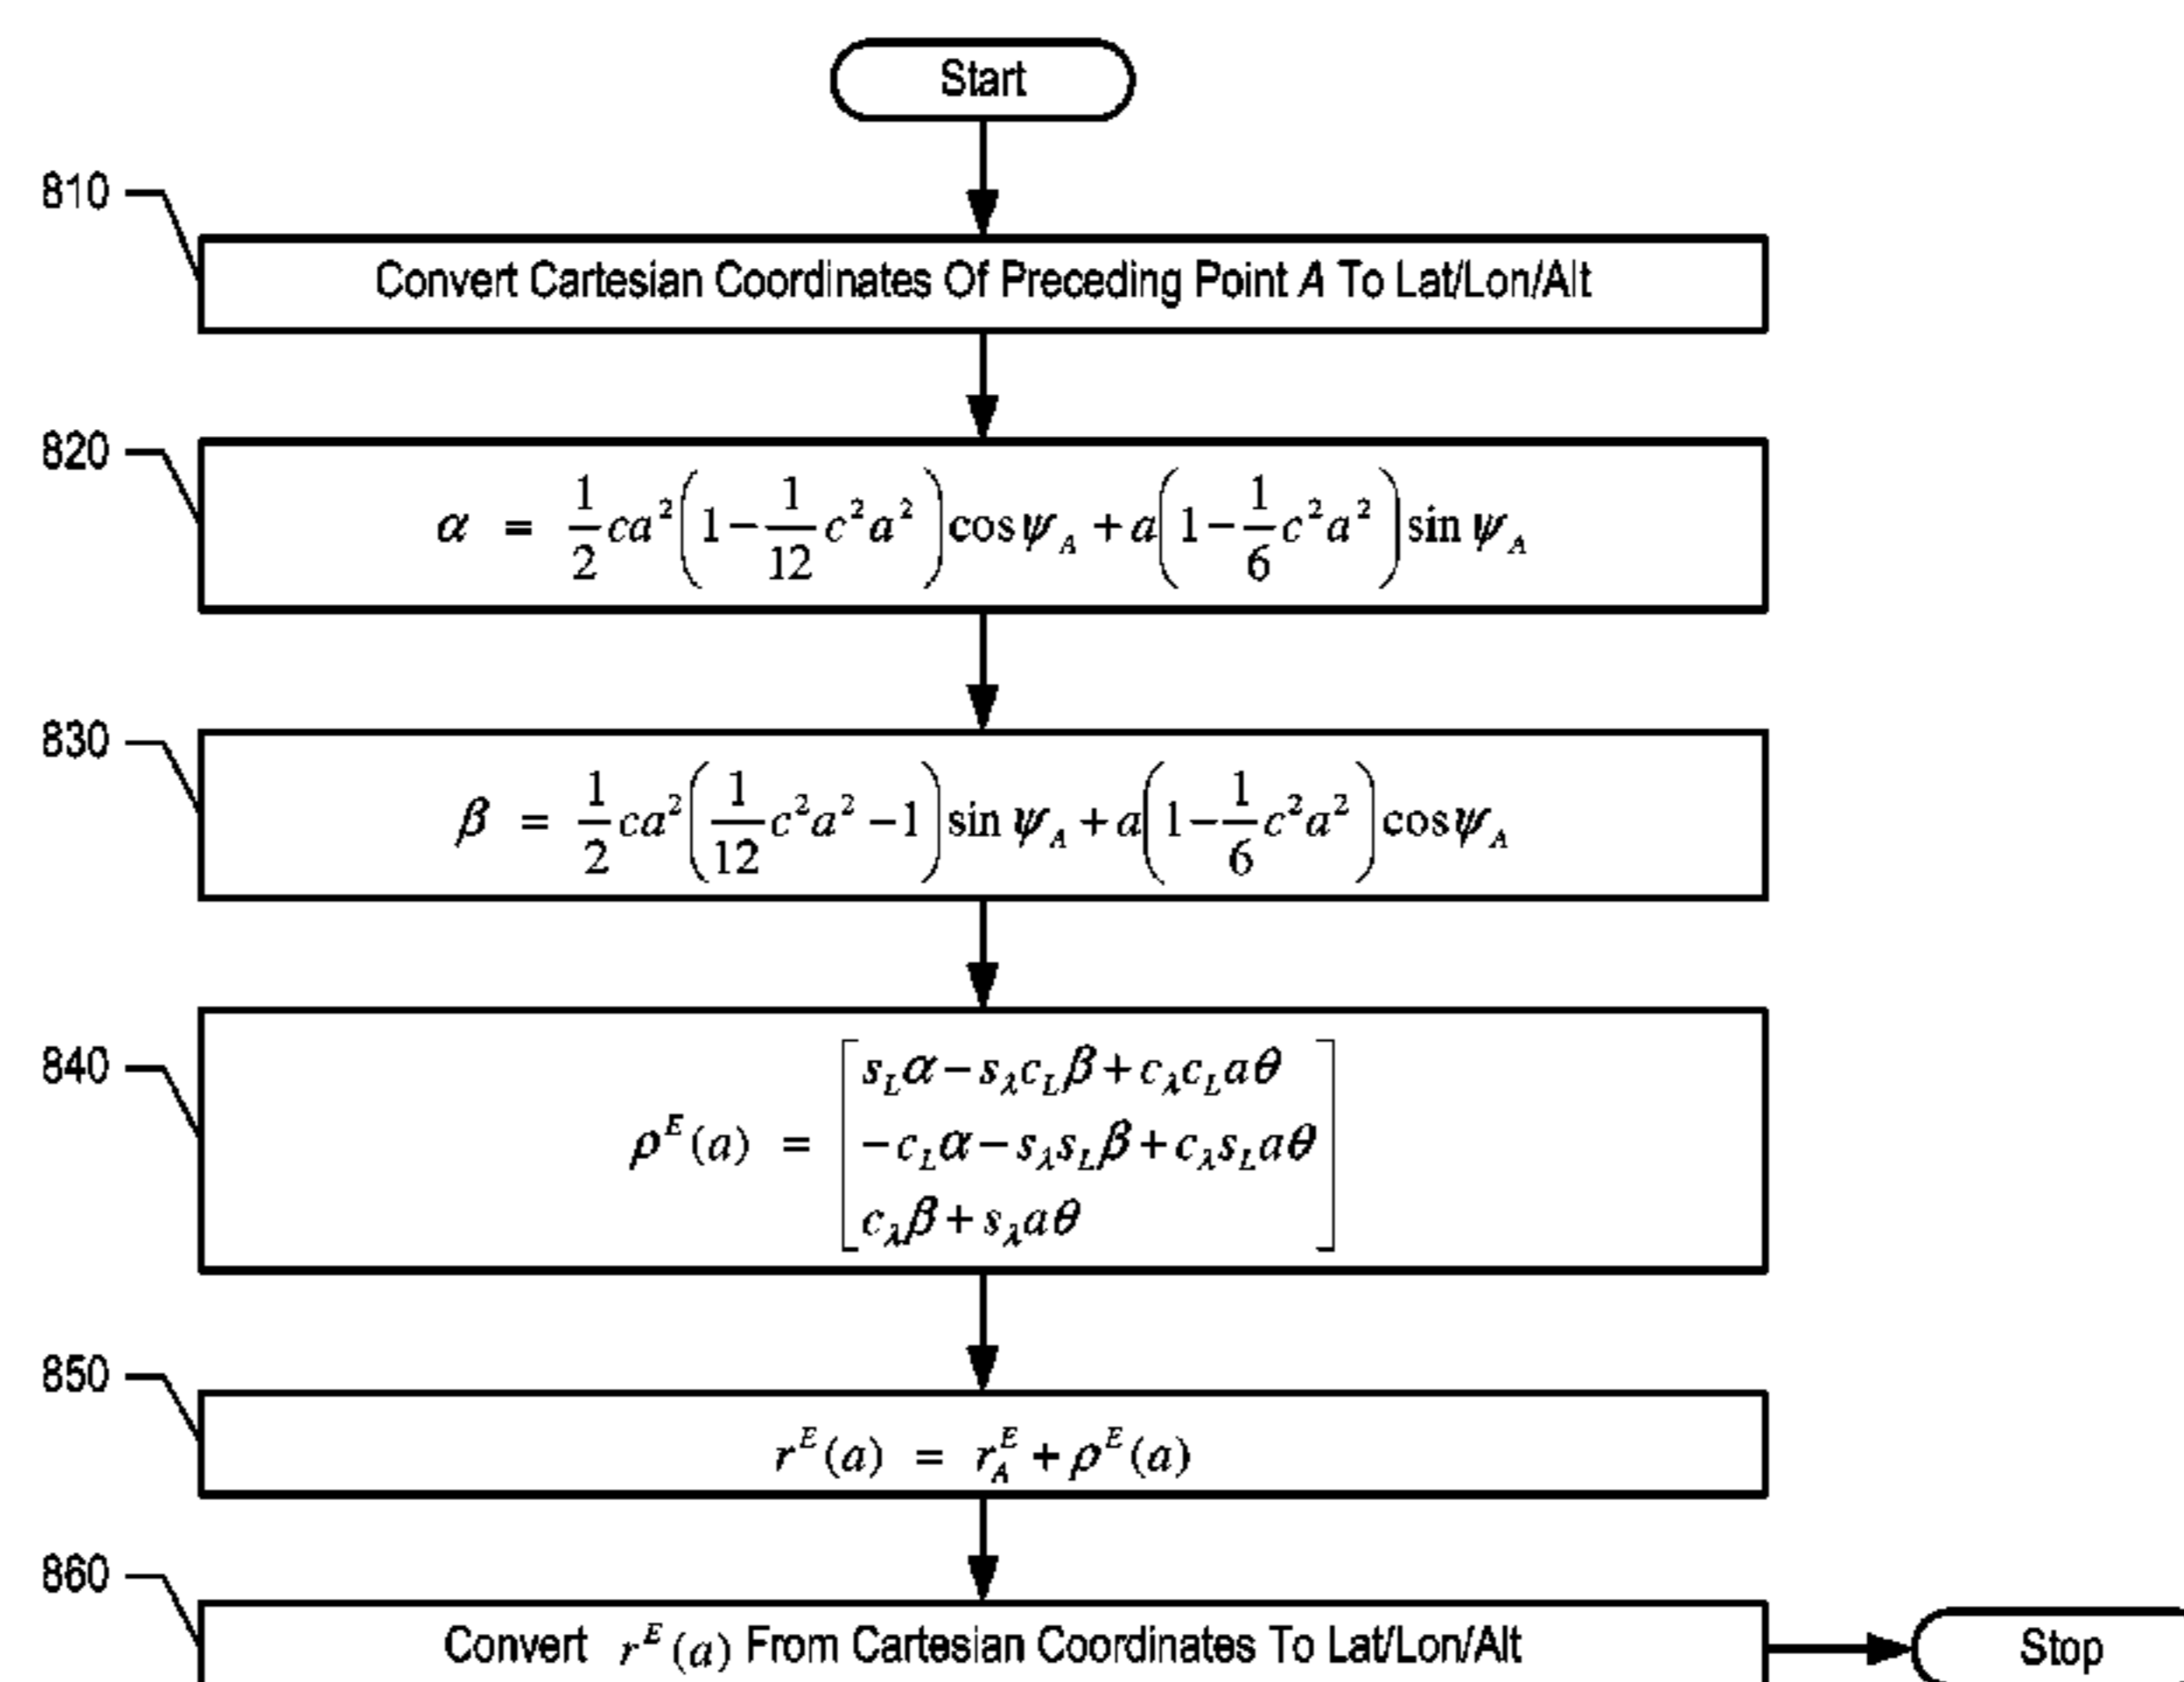 Start
810
Convert Cartesian Coordinates Of Preceding Point A To Lat/Lon/Alt
820
α = 1/2 ca²(1 − 1/12 c²a²)cos ψ_A + a(1 − 1/6 c²a²)sin ψ_A
830
β = 1/2 ca²(1/12 c²a² − 1)sin ψ_A + a(1 − 1/6 c²a²)cos ψ_A
840
ρ^E(a) = [
s_L α − s_λ c_L β + c_λ c_L aθ
−c_L α − s_λ s_L β + c_λ s_L aθ
c_λ β + s_λ aθ
]
850
r^E(a) = r_A^E + ρ^E(a)
860
Convert r^E(a) From Cartesian Coordinates To Lat/Lon/Alt
Stop